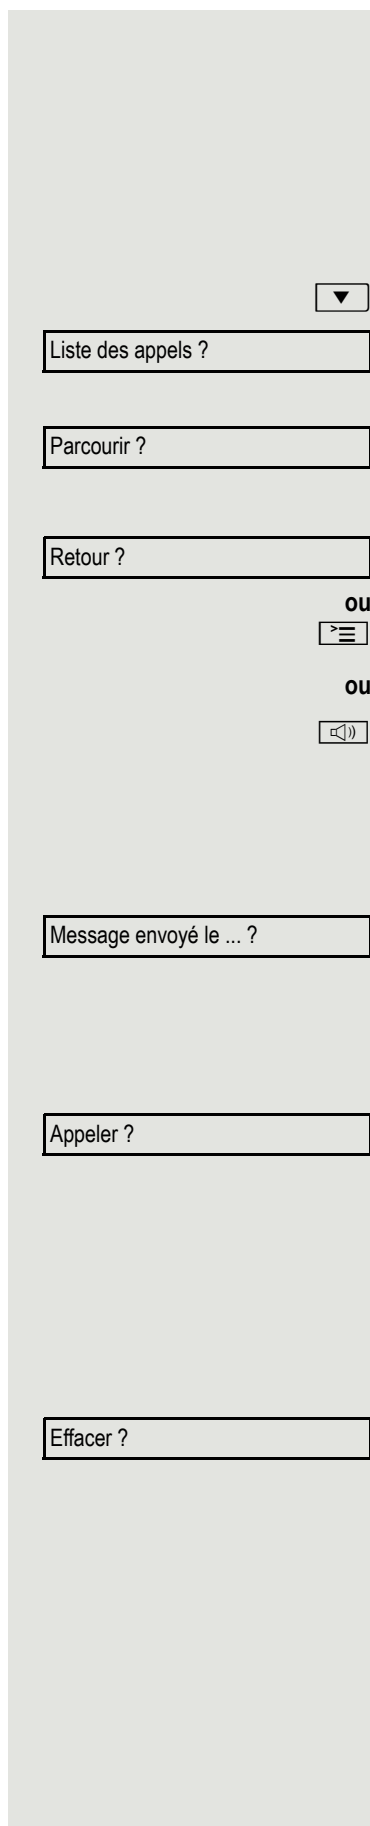 Liste des appels ?
Parcourir ?
Retour ?
ou
ou
Message envoyé le ... ?
Appeler ?
Effacer ?